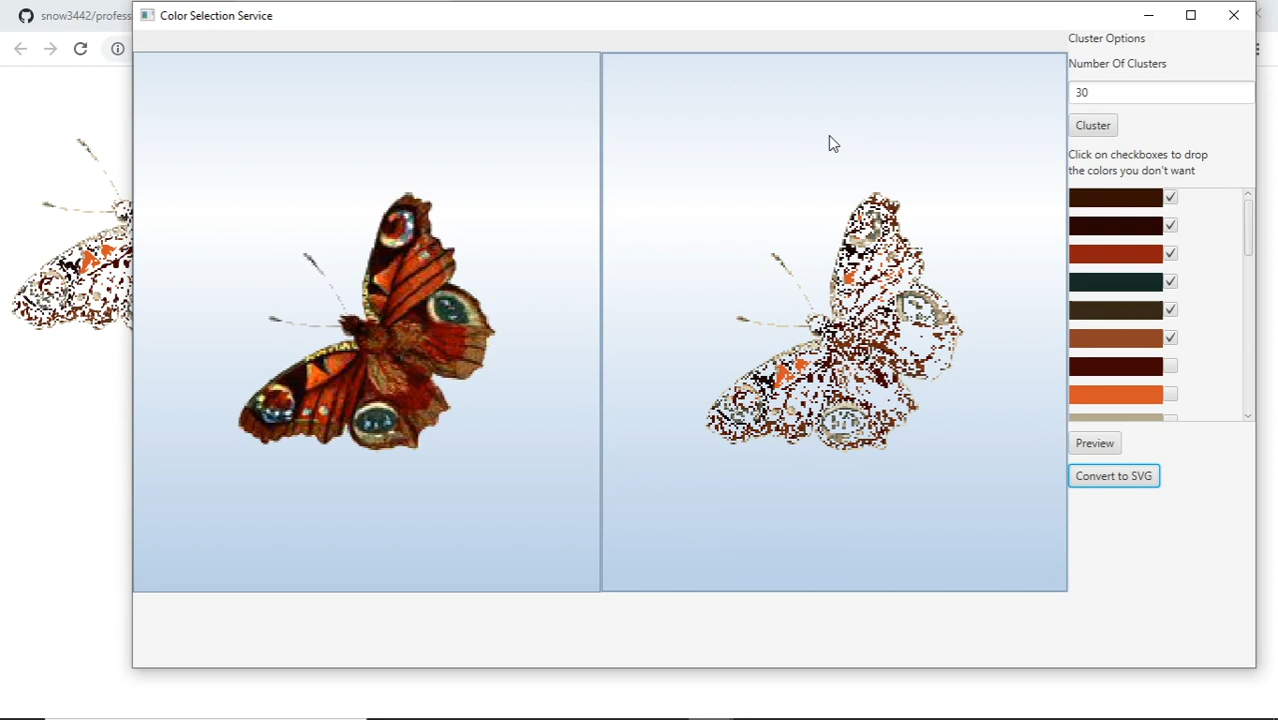 snow3442/profess
Color Selection Service
Cluster Options
Number Of Clusters
30
Cluster
Click on checkboxes to drop
the colors you don't want
Preview
Convert to SVG